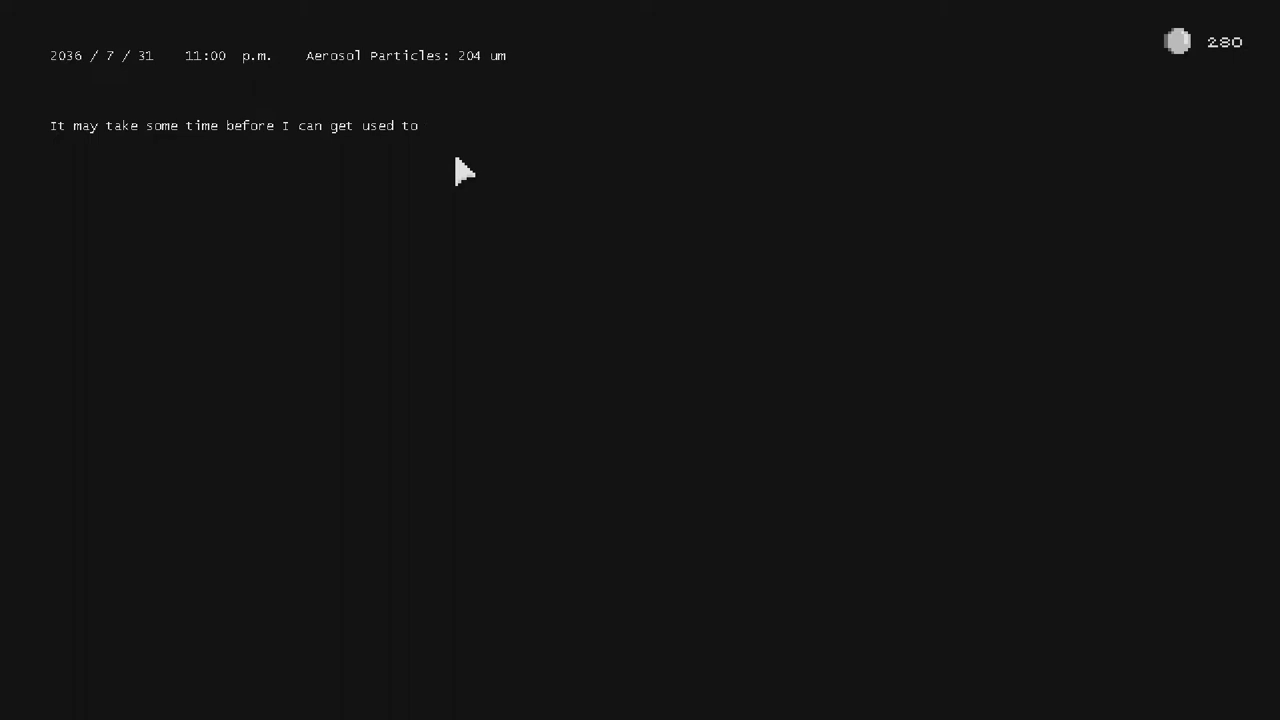 2036 / 7 / 31 11:00 p.m. Aerosol Particles: 204 um
280
It may take some time before I can get used to